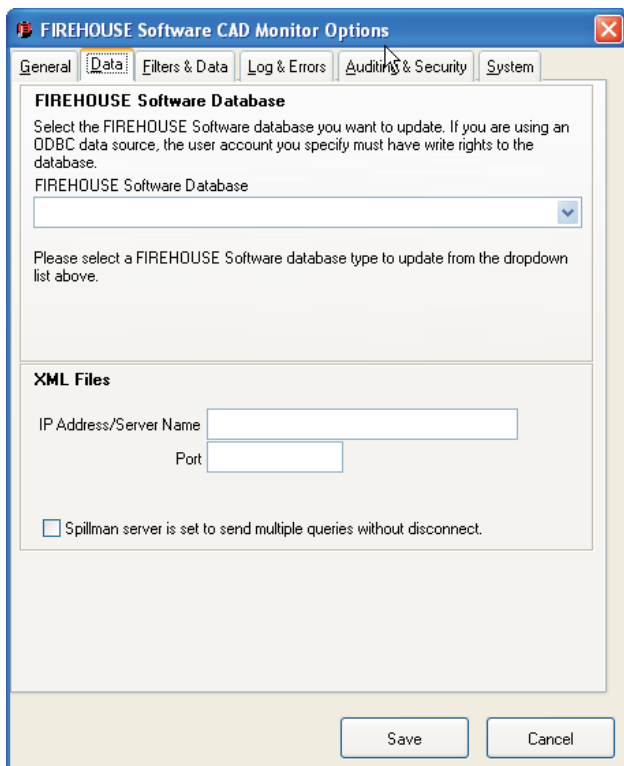 FIREHOUSE Software CAD Monitor Options
General Data Filters & Data Log & Errors Auditing & Security System
FIREHOUSE Software Database
Select the FIREHOUSE Software database you want to update. If you are using an
ODBC data source, the user account you specify must have write rights to the
database.
FIREHOUSE Software Database
Please select a FIREHOUSE Software database type to update from the dropdown
list above.
XML Files
IP Address/Server Name
Port
Spillman server is set to send multiple queries without disconnect.
Save Cancel